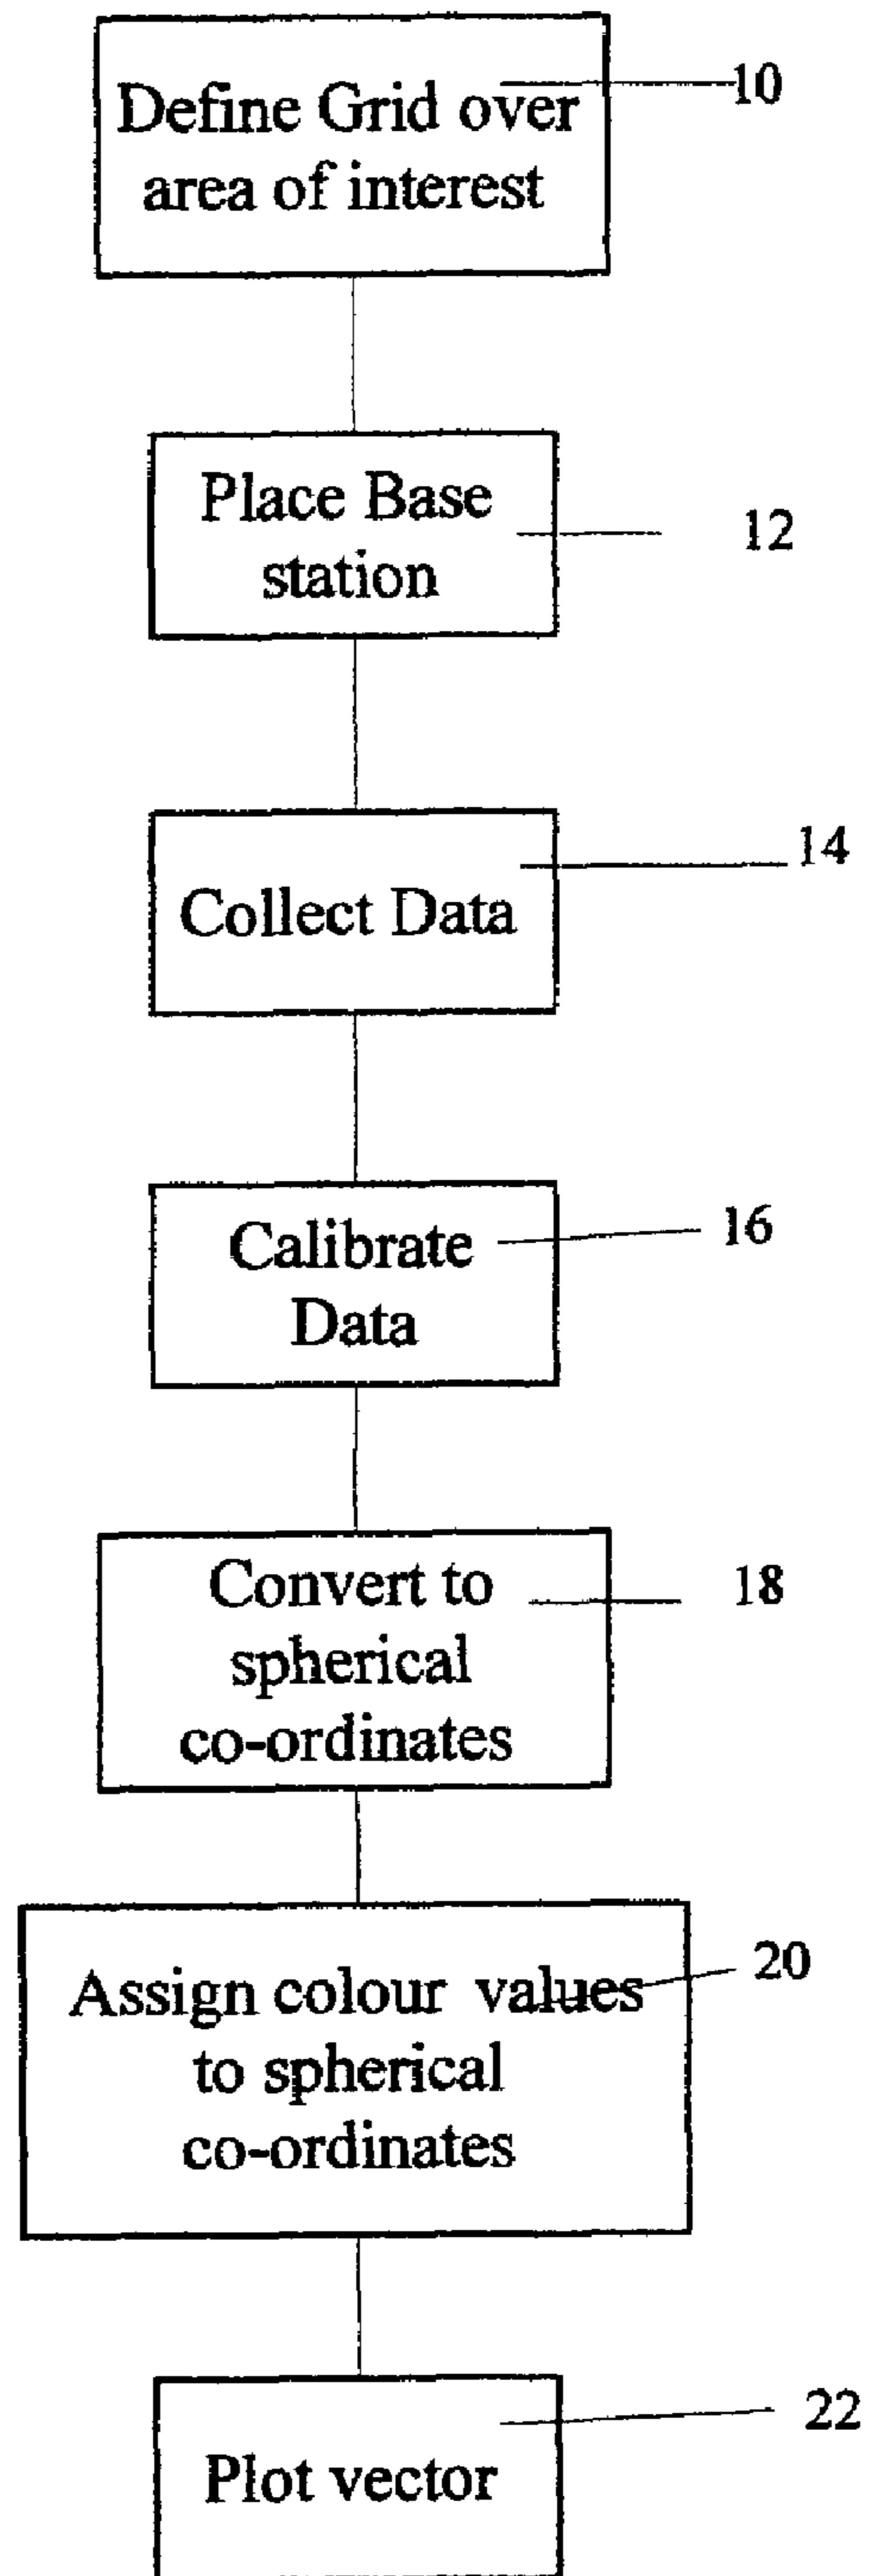 Define Grid over
area of interest
10
Place Base
station
12
Collect Data
14
Calibrate
Data
16
Convert to
spherical
co-ordinates
18
Assign colour values
to spherical
co-ordinates
20
Plot vector
22